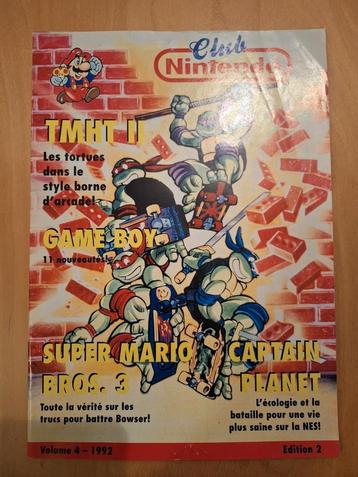 Club
Nintendo
TMHT II
Les tortues
dans le
style borne
d'arcade!
GAME BOY
11 nouveautés!
SUPER MARIO
BROS. 3
Toute la vérité sur les
trucs pour battre Bowser!
CAPTAIN
PLANET
L'écologie et la
bataille pour une vie
plus saine sur la NES!
Volume 4 – 1992
Edition 2